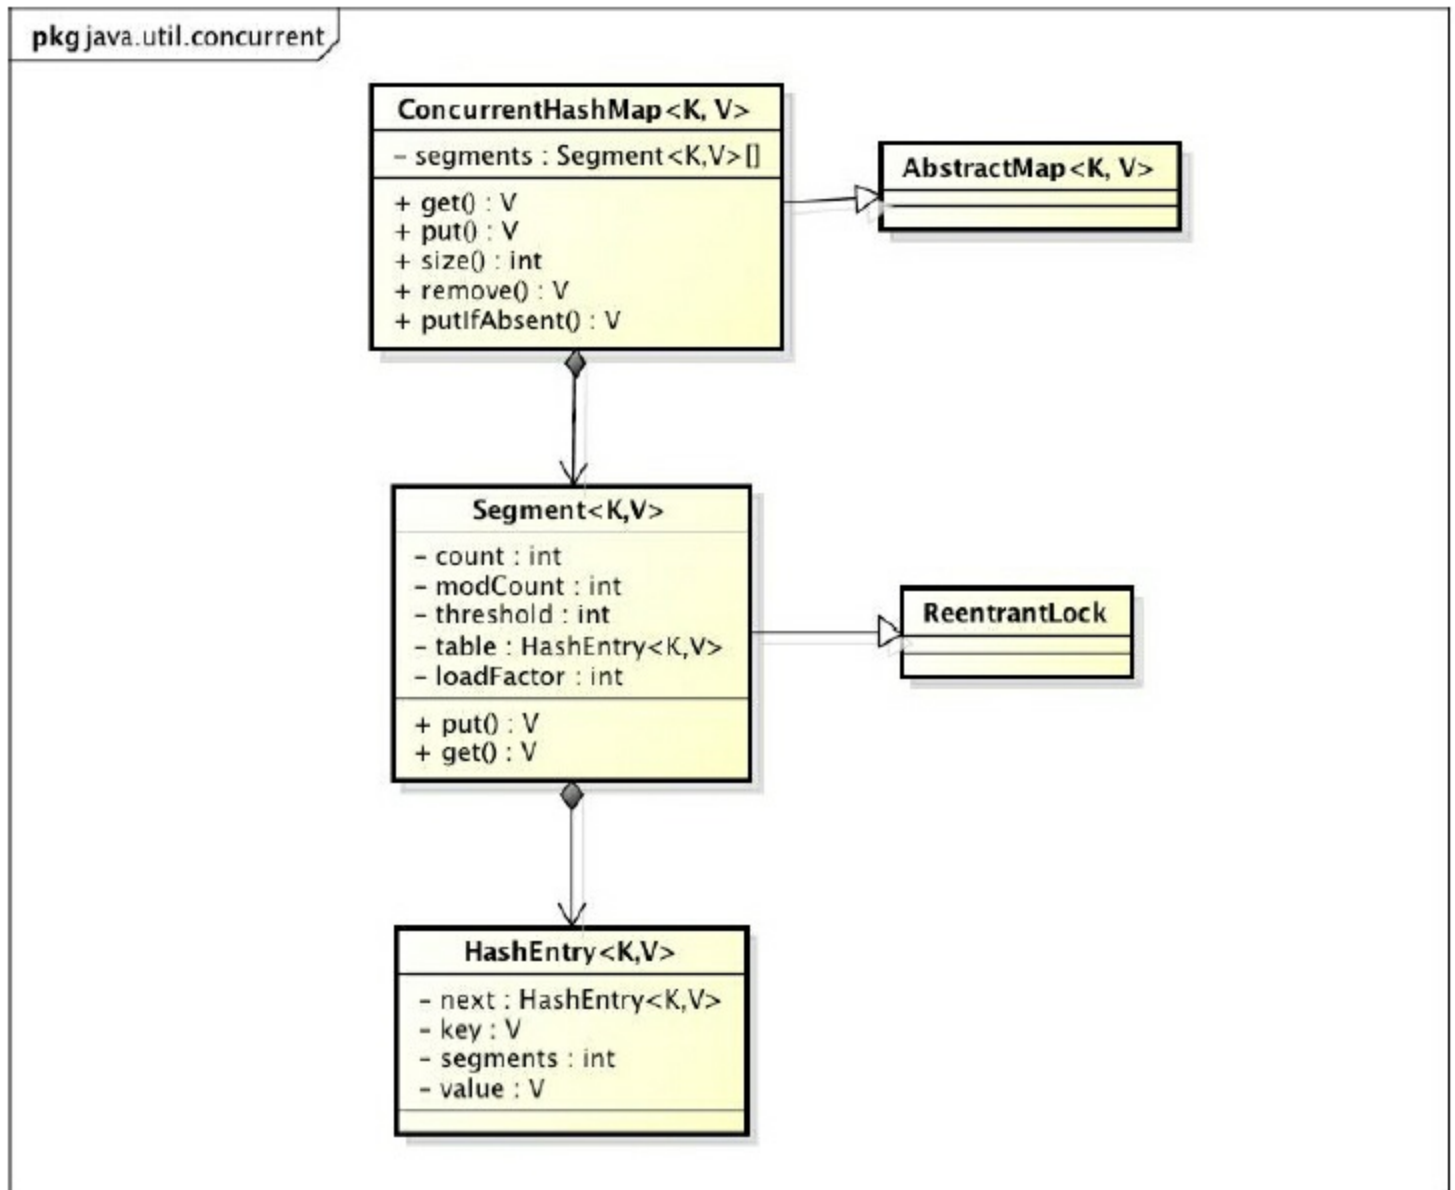 pkg java.util.concurrent
ConcurrentHashMap<K, V>
- segments : Segment<K,V>[]
+ get() : V
+ put() : V
+ size() : int
+ remove() : V
+ putIfAbsent() : V
AbstractMap<K, V>
Segment<K,V>
- count : int
- modCount : int
- threshold : int
- table : HashEntry<K,V>
- loadFactor : int
+ put() : V
+ get() : V
ReentrantLock
HashEntry<K,V>
- next : HashEntry<K,V>
- key : V
- segments : int
- value : V